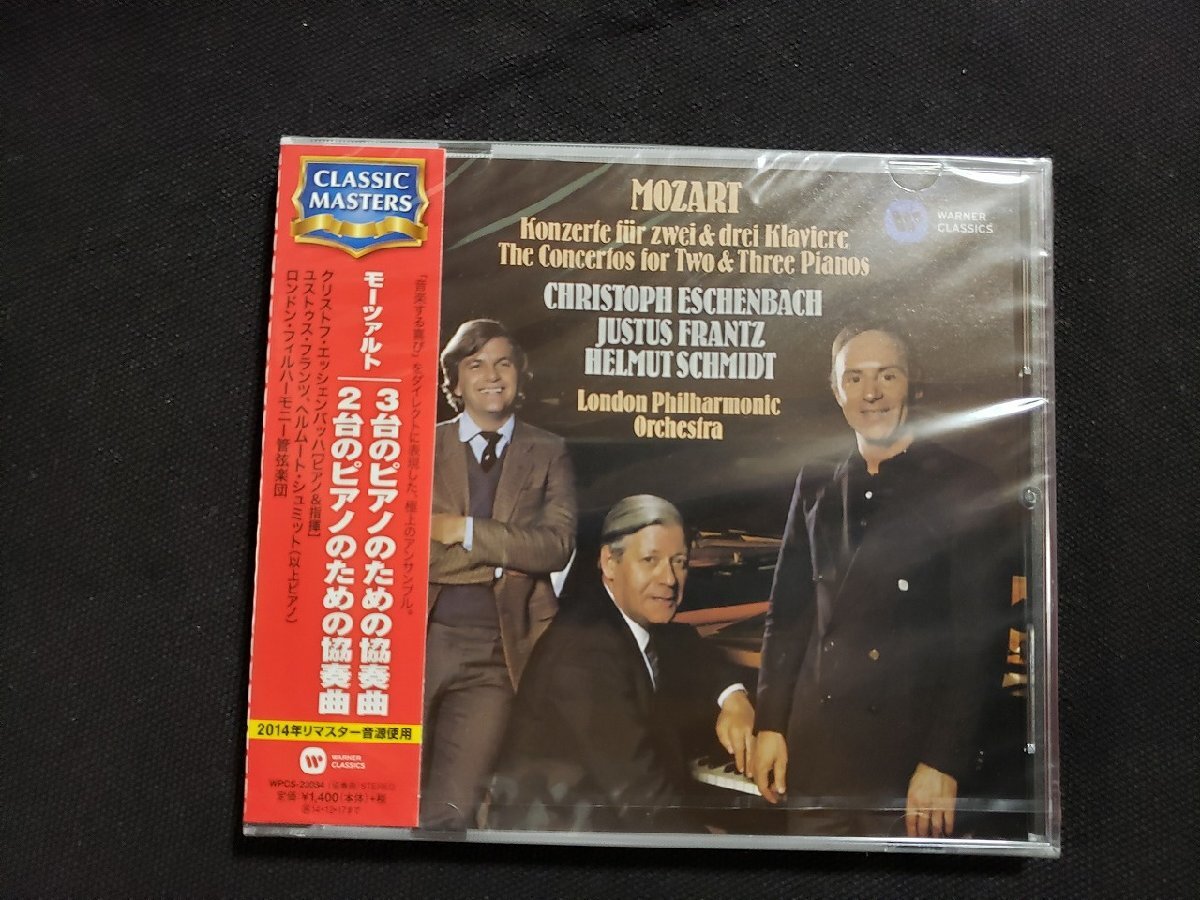 CLASSIC
MASTERS
「音楽する喜び」をダイレクトに表現した、極上のアンサンブル。
モーツァルト
3台のピアノのための協奏曲
2台のピアノのための協奏曲
クリストフ・エッシェンバッハ[ピアノ&指揮]
ユストゥス・フランツ、ヘルムート・シュミット(以上ピアノ)
ロンドン・フィルハーモニー管弦楽団
2014年リマスター音源使用
W
WARNER
CLASSICS
STEREO
定価 ¥1,400(本体)+税
MOZART
Konzerte für zwei & drei Klaviere
The Concertos for Two & Three Pianos
CHRISTOPH ESCHENBACH
JUSTUS FRANTZ
HELMUT SCHMIDT
London Philharmonic
Orchestra
W
WARNER
CLASSICS